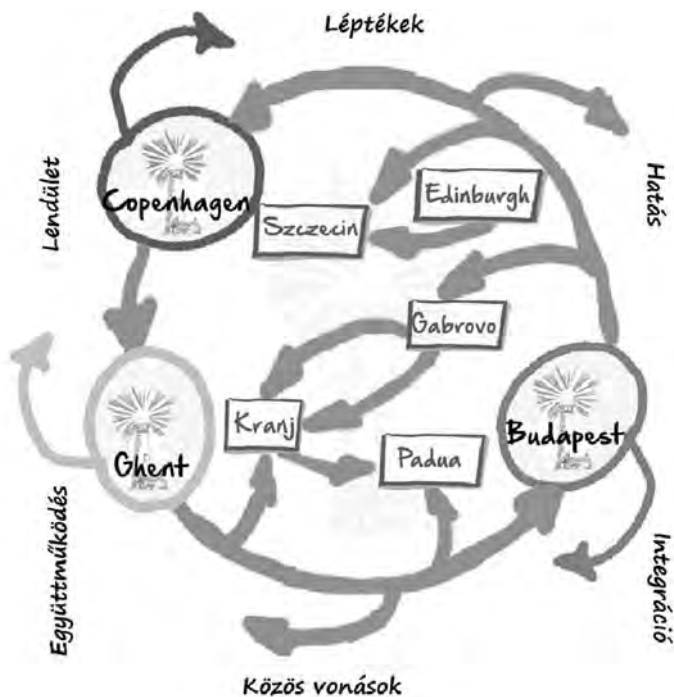 Léptékek
Lendület
Hatás
Copenhagen
Edinburgh
Szczecin
Gabrovo
Kranj
Budapest
Ghent
Padua
Együttműködés
Integráció
Közös vonások